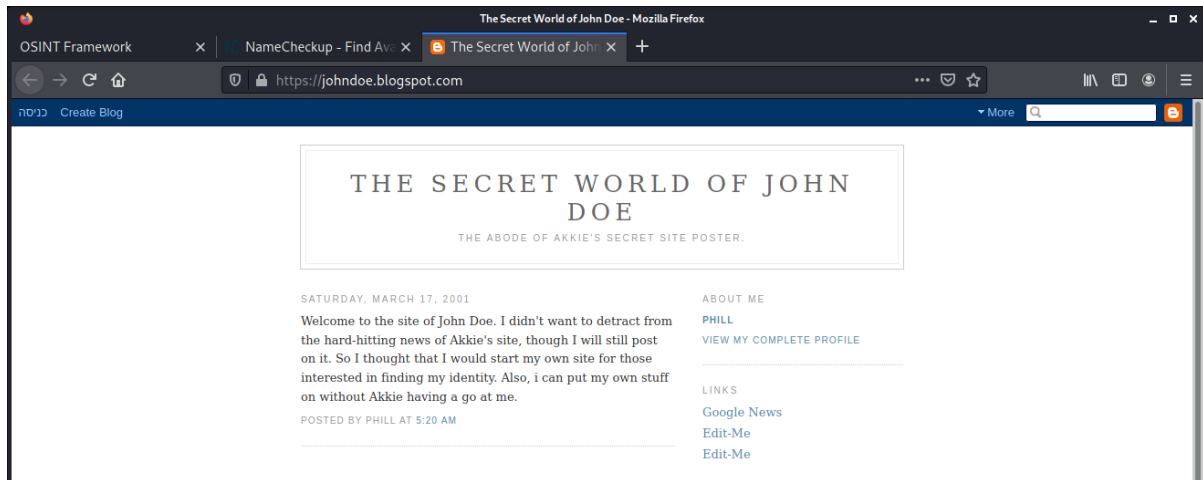 The Secret World of John Doe - Mozilla Firefox
OSINT Framework
NameCheckup - Find Ava
The Secret World of John
https://johndoe.blogspot.com
כניסה Create Blog
More
THE SECRET WORLD OF JOHN
DOE
THE ABODE OF AKKIE'S SECRET SITE POSTER.
SATURDAY, MARCH 17, 2001
Welcome to the site of John Doe. I didn't want to detract from
the hard-hitting news of Akkie's site, though I will still post
on it. So I thought that I would start my own site for those
interested in finding my identity. Also, i can put my own stuff
on without Akkie having a go at me.
POSTED BY PHILL AT 5:20 AM
ABOUT ME
PHILL
VIEW MY COMPLETE PROFILE
LINKS
Google News
Edit-Me
Edit-Me